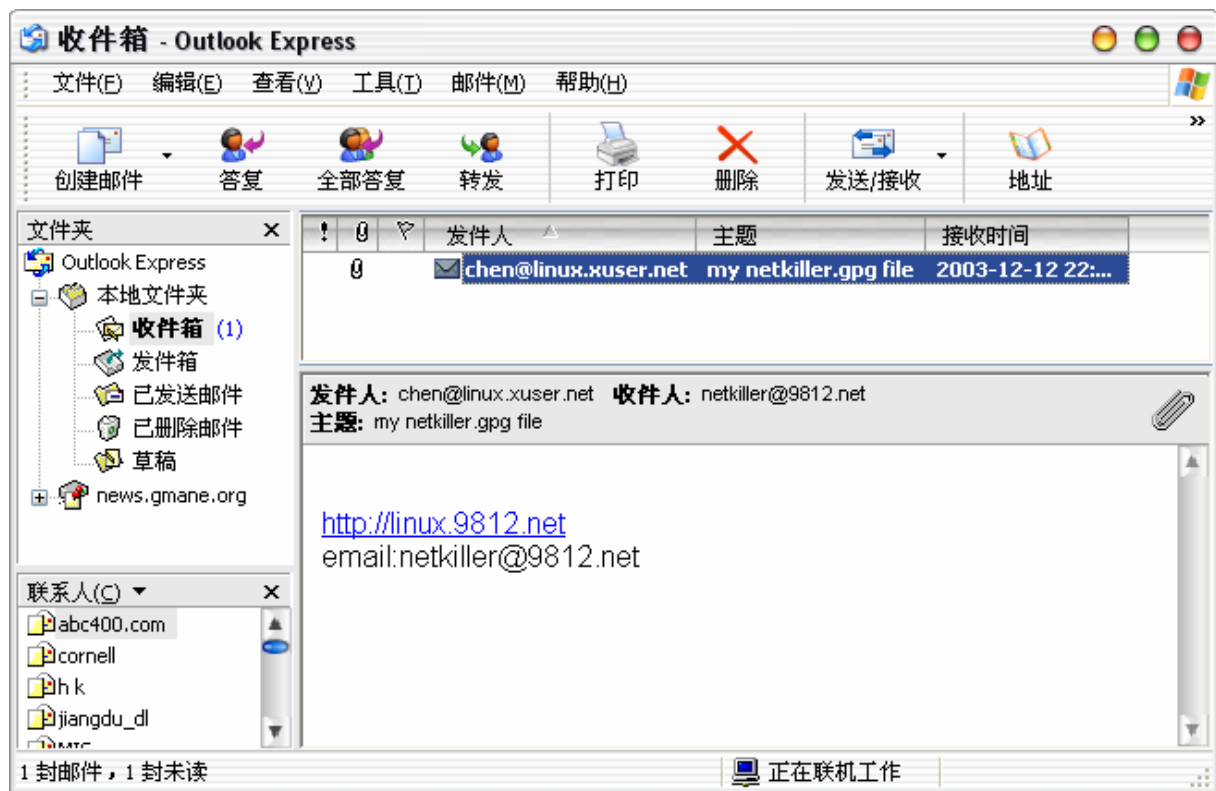 收件箱 - Outlook Express
文件(F) 编辑(E) 查看(V) 工具(T) 邮件(M) 帮助(H)
创建邮件 答复 全部答复 转发 打印 删除 发送/接收 地址
文件夹
Outlook Express
本地文件夹
收件箱 (1)
发件箱
已发送邮件
已删除邮件
草稿
news.gmane.org
联系人(C)
abc400.com
cornell
h k
jiangdu_dl
发件人 主题 接收时间
chen@linux.xuser.net my netkiller.gpg file 2003-12-12 22:...
发件人: chen@linux.xuser.net 收件人: netkiller@9812.net
主题: my netkiller.gpg file
http://linux.9812.net
email:netkiller@9812.net
1 封邮件，1 封未读 正在联机工作